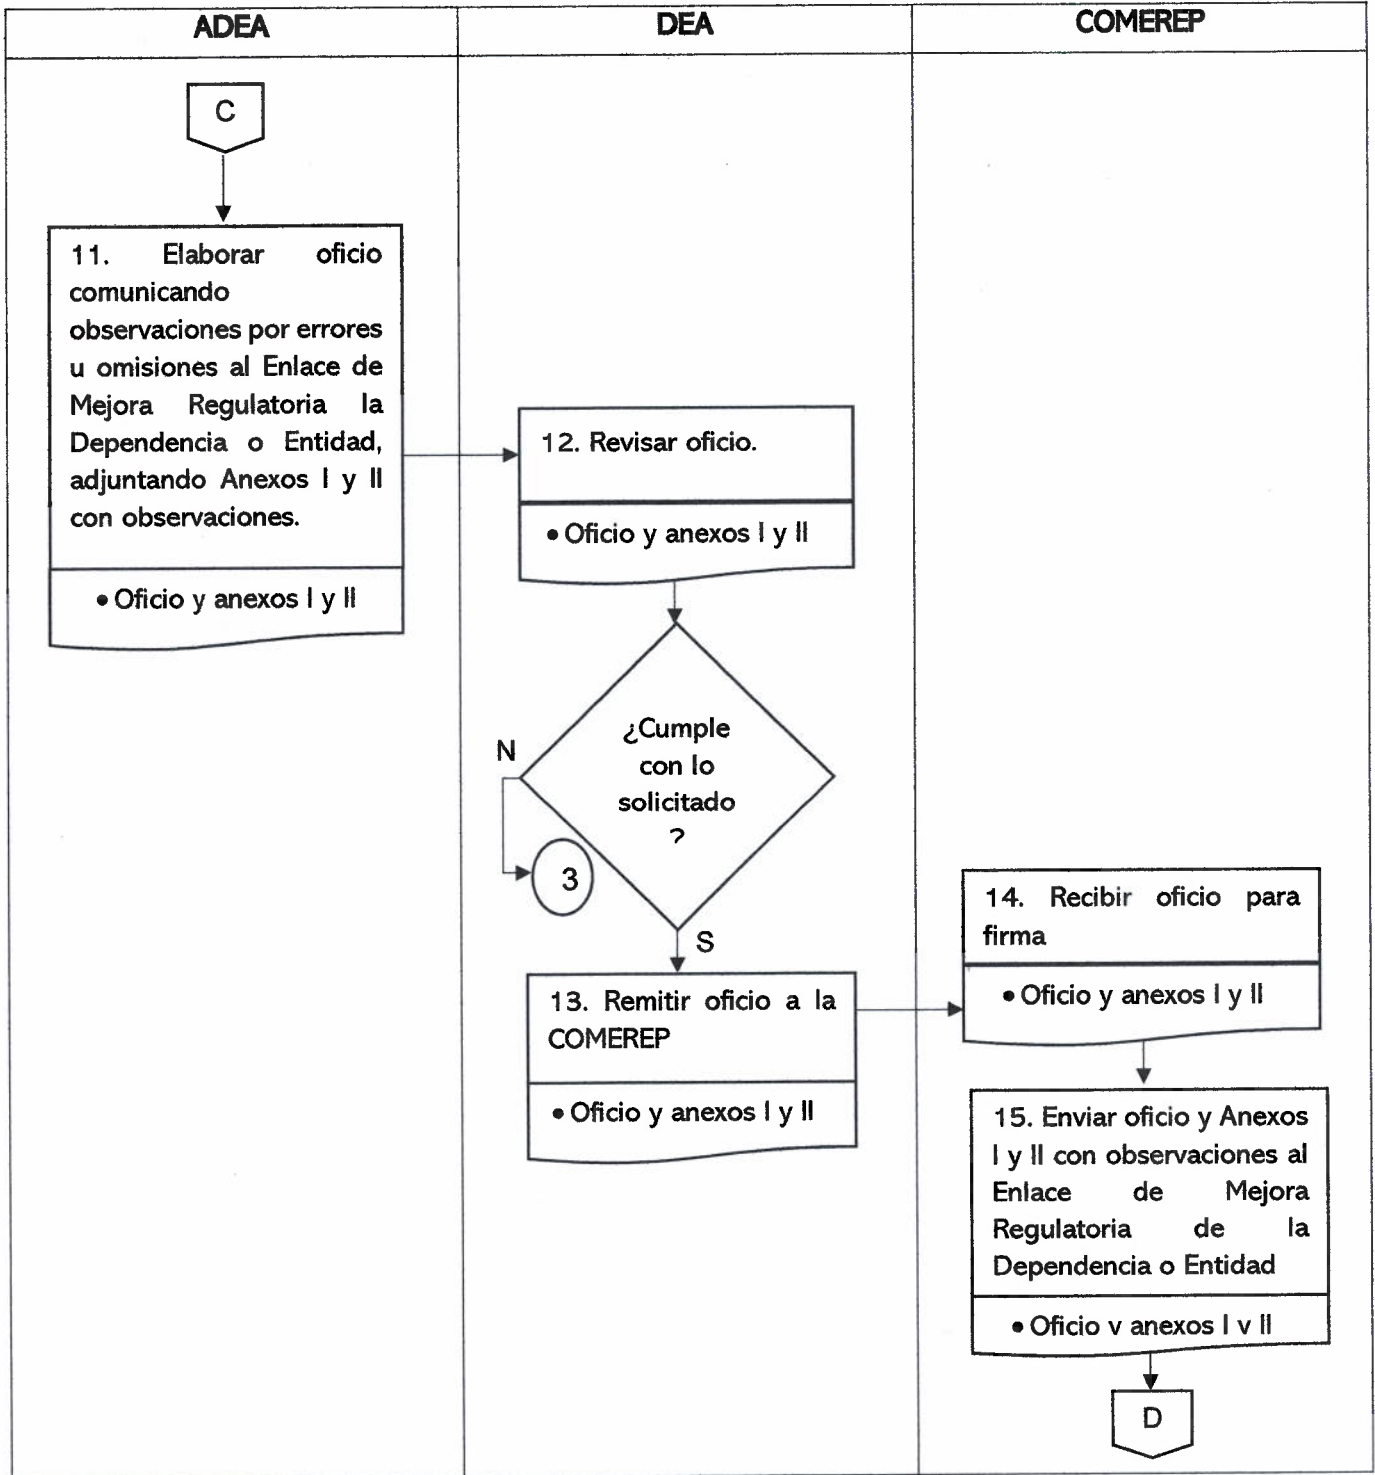 ADEA
DEA
COMEREP
C
11. Elaborar oficio
comunicando
observaciones por errores
u omisiones al Enlace de
Mejora Regulatoria la
Dependencia o Entidad,
adjuntando Anexos I y II
con observaciones.
• Oficio y anexos I y II
12. Revisar oficio.
• Oficio y anexos I y II
¿Cumple
con lo
solicitado
?
N
3
S
13. Remitir oficio a la
COMEREP
• Oficio y anexos I y II
14. Recibir oficio para
firma
• Oficio y anexos I y II
15. Enviar oficio y Anexos
I y II con observaciones al
Enlace de Mejora
Regulatoria de la
Dependencia o Entidad
• Oficio y anexos I y II
D